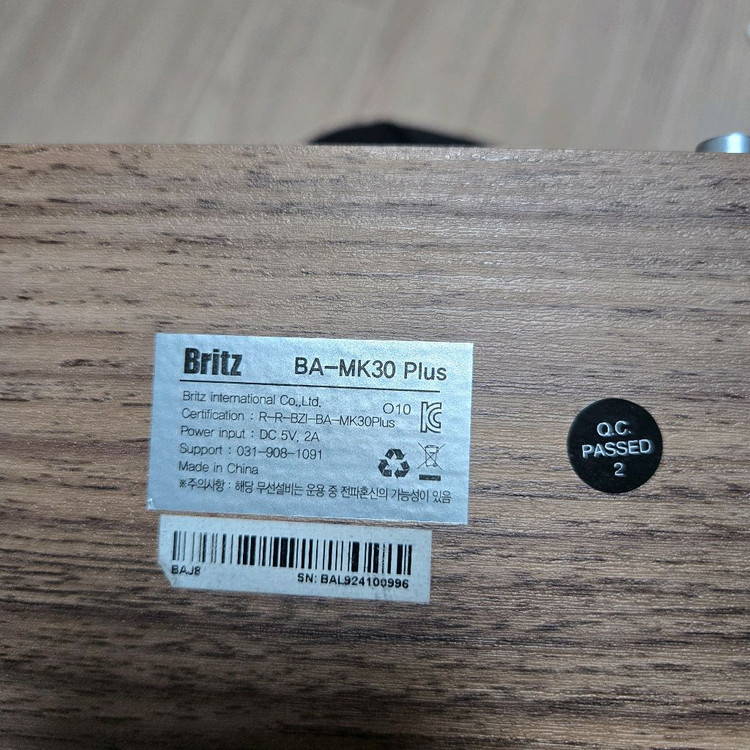 Britz BA-MK30 Plus
Britz international Co.,Ltd.
Certification : R-R-BZI-BA-MK30Plus
O10
Power input : DC 5V, 2A
Support : 031-908-1091
Made in China
※주의사항 : 해당 무선설비는 운용 중 전파혼신의 가능성이 있음
BAJ8
SN: BAL924100996
Q.C.
PASSED
2